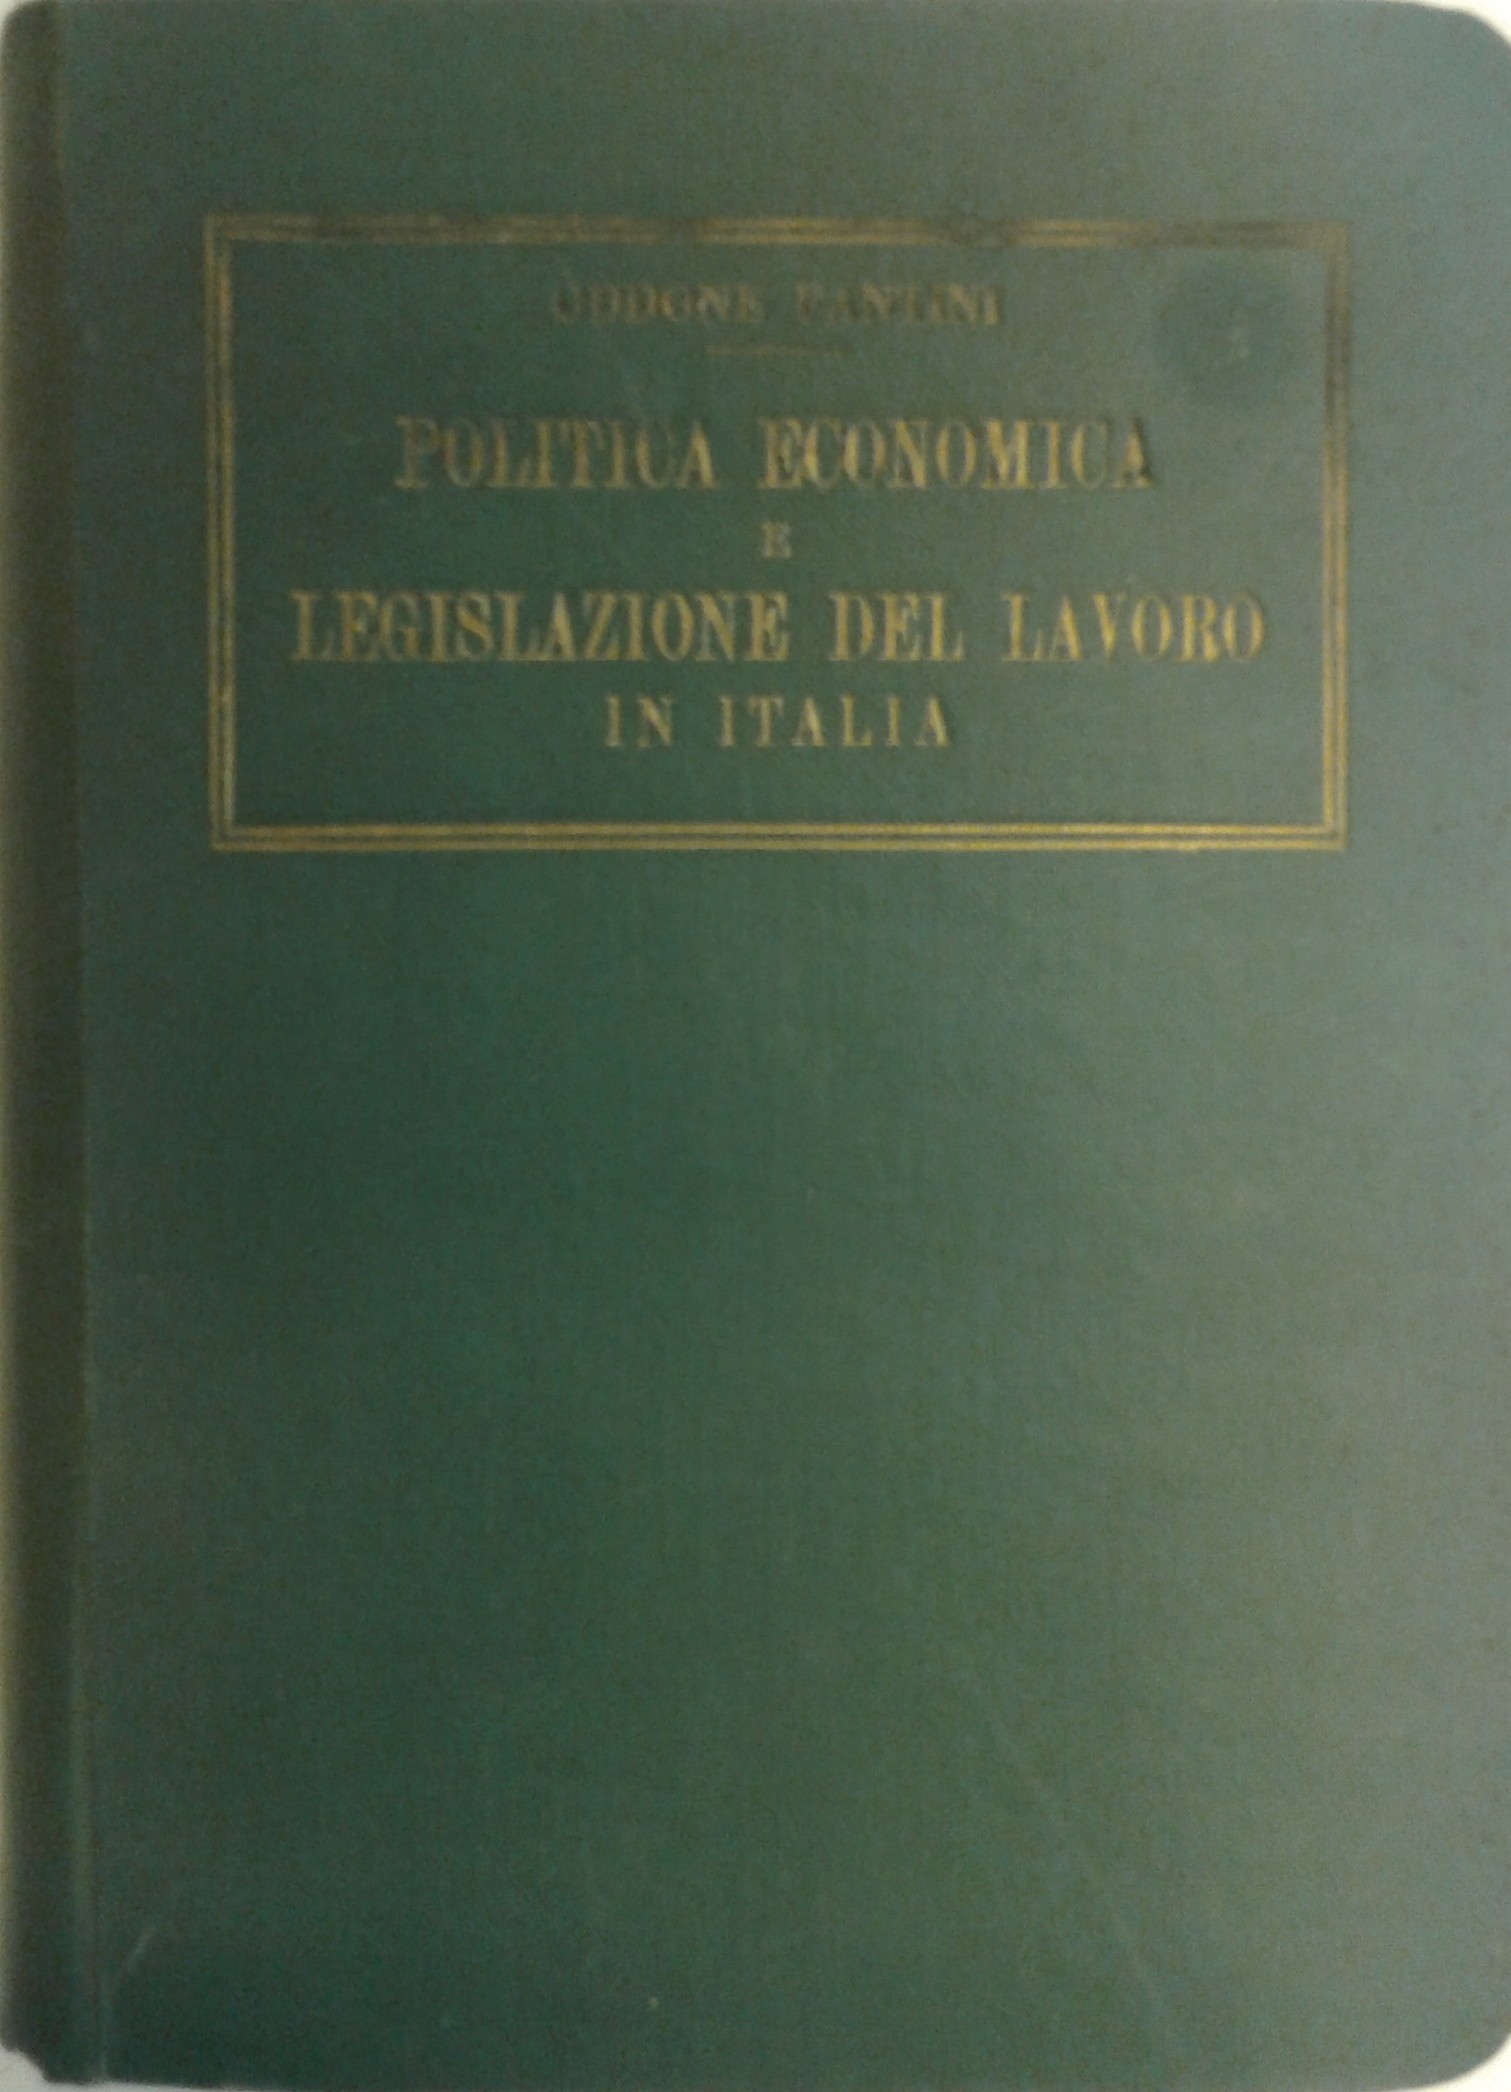 ODDONE FANTINI
POLITICA ECONOMICA
E
LEGISLAZIONE DEL LAVORO
IN ITALIA